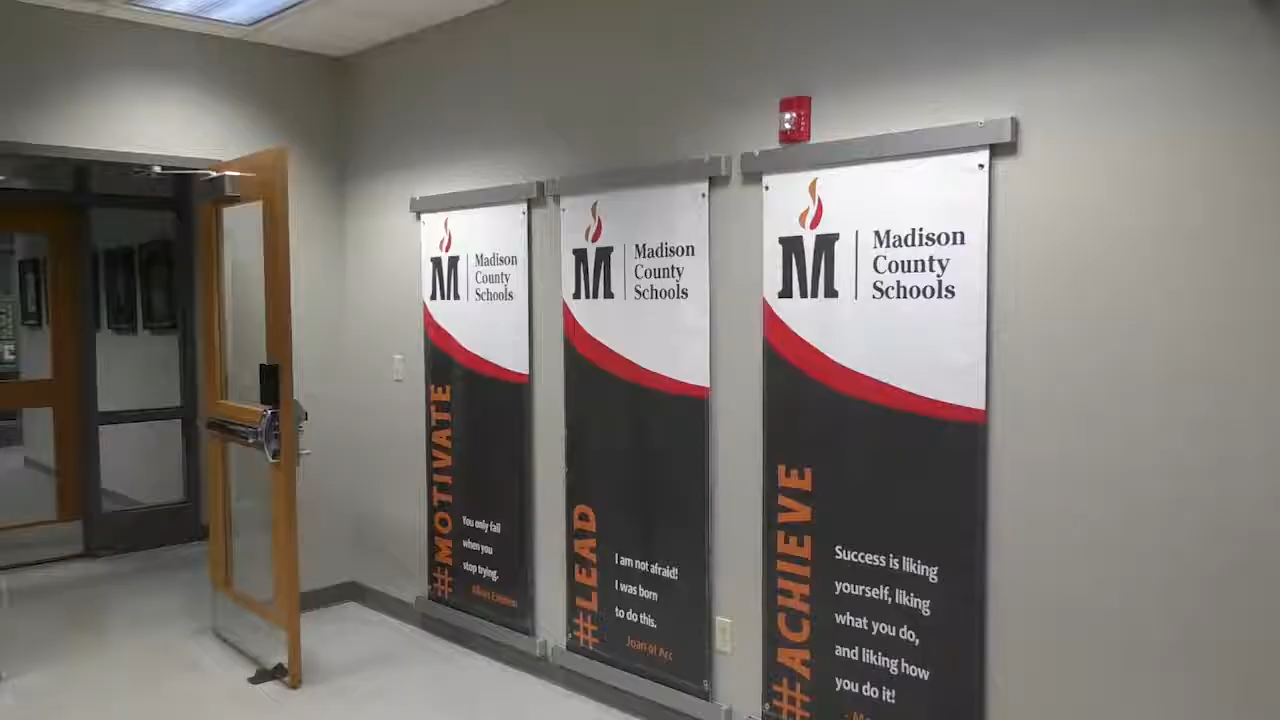 M
Madison
County
Schools
#MOTIVATE
You only fail
when you
stop trying.
Albert Einstein
M
Madison
County
Schools
#LEAD
I am not afraid!
I was born
to do this.
Joan of Arc
M
Madison
County
Schools
#ACHIEVE
Success is liking
yourself, liking
what you do,
and liking how
you do it!